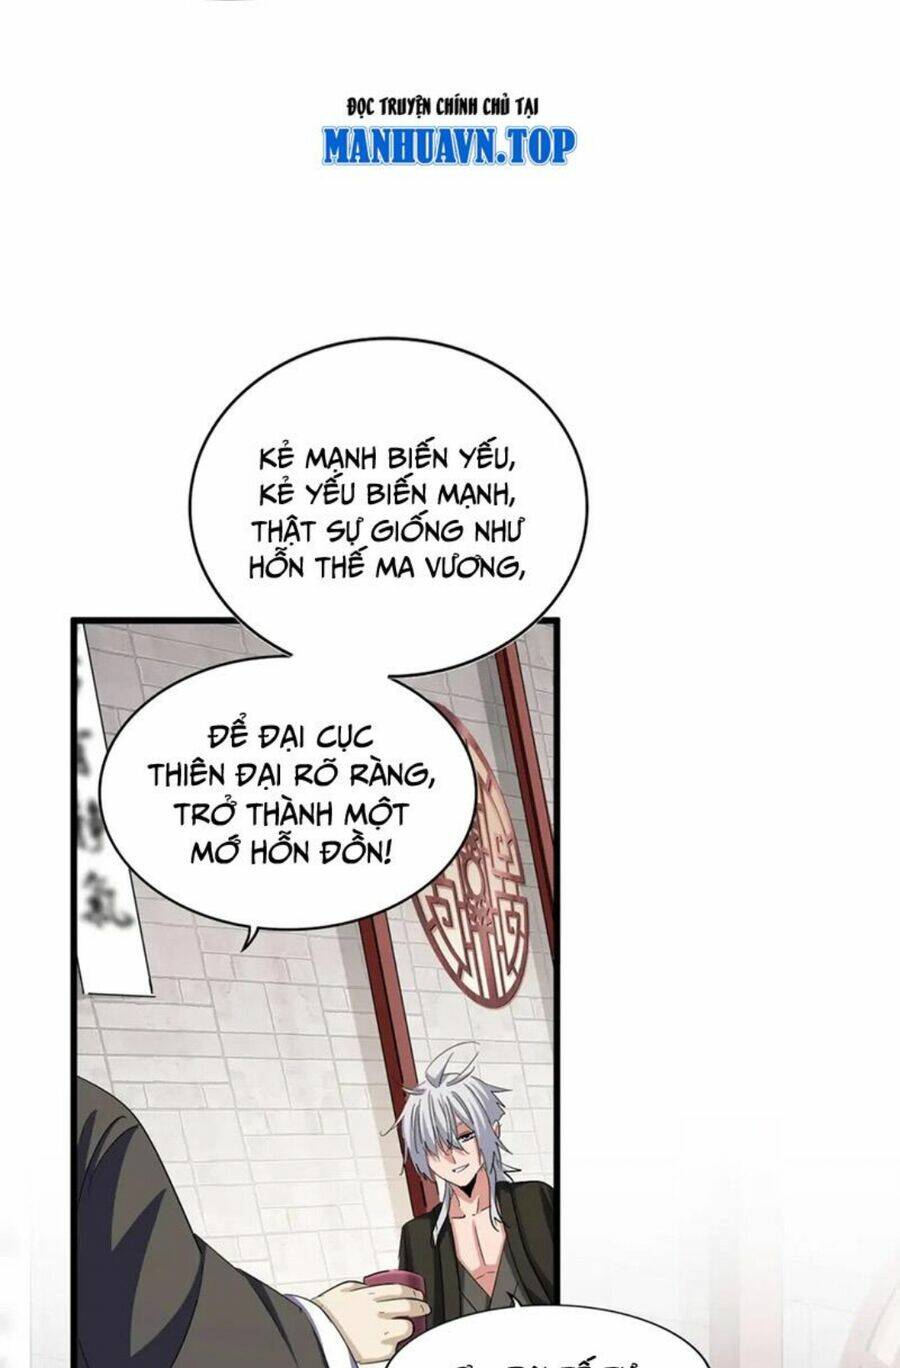 ĐỌC TRUYỆN CHÍNH CHỦ TẠI
MANHUAVN.TOP
KẺ MẠNH BIẾN YẾU,
KẺ YẾU BIẾN MẠNH,
THẬT SỰ GIỐNG NHƯ
HỖN THẾ MA VƯƠNG,
ĐỂ ĐẠI CỤC
THIÊN ĐẠI RÕ RÀNG,
TRỞ THÀNH MỘT
MỚ HỖN ĐỒN!
氣